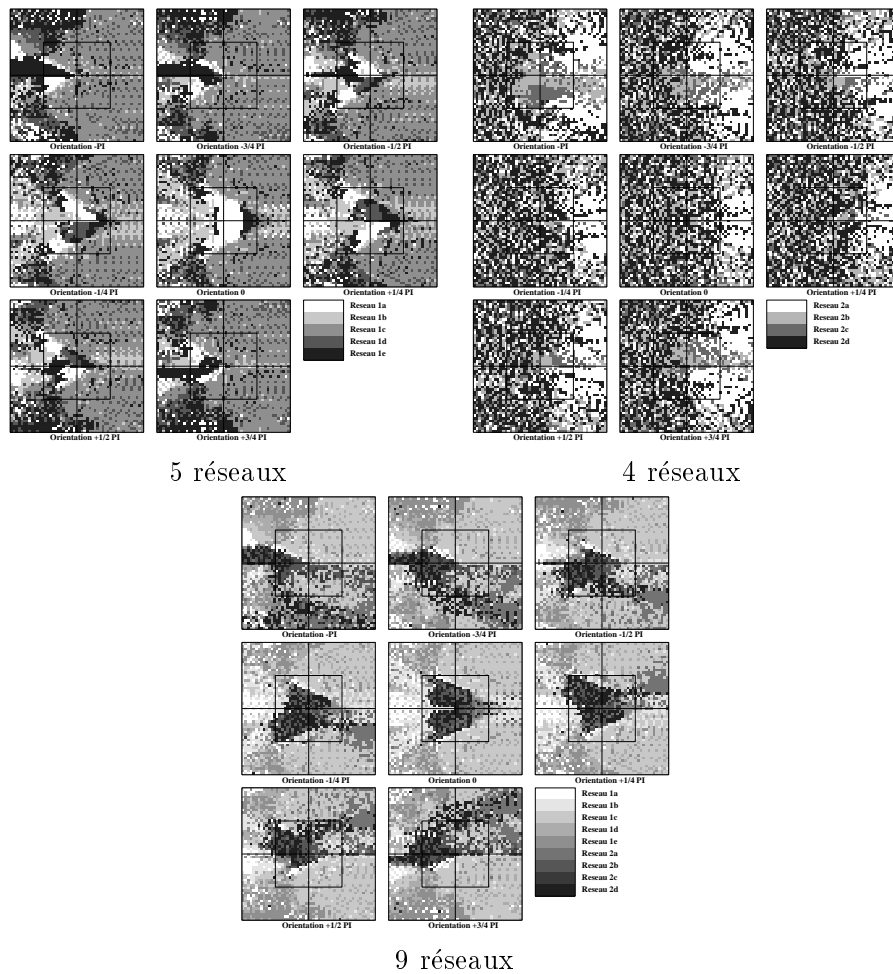 Orientation -PI
Orientation -3/4 PI
Orientation -1/2 PI
Orientation -1/4 PI
Orientation 0
Orientation +1/4 PI
Orientation +1/2 PI
Orientation +3/4 PI
Reseau 1a
Reseau 1b
Reseau 1c
Reseau 1d
Reseau 1e
5 réseaux
Orientation -PI
Orientation -3/4 PI
Orientation -1/2 PI
Orientation -1/4 PI
Orientation 0
Orientation +1/4 PI
Orientation +1/2 PI
Orientation +3/4 PI
Reseau 2a
Reseau 2b
Reseau 2c
Reseau 2d
4 réseaux
Orientation -PI
Orientation -3/4 PI
Orientation -1/2 PI
Orientation -1/4 PI
Orientation 0
Orientation +1/4 PI
Orientation +1/2 PI
Orientation +3/4 PI
Reseau 1a
Reseau 1b
Reseau 1c
Reseau 1d
Reseau 1e
Reseau 2a
Reseau 2b
Reseau 2c
Reseau 2d
9 réseaux